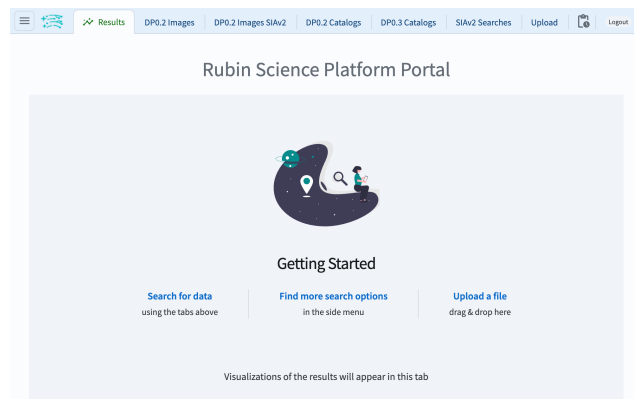 Results DP0.2 Images DP0.2 Images SIAv2 DP0.2 Catalogs DP0.3 Catalogs SIAv2 Searches Upload Logout
Rubin Science Platform Portal
Getting Started
Search for data Find more search options Upload a file
using the tabs above in the side menu drag & drop here
Visualizations of the results will appear in this tab